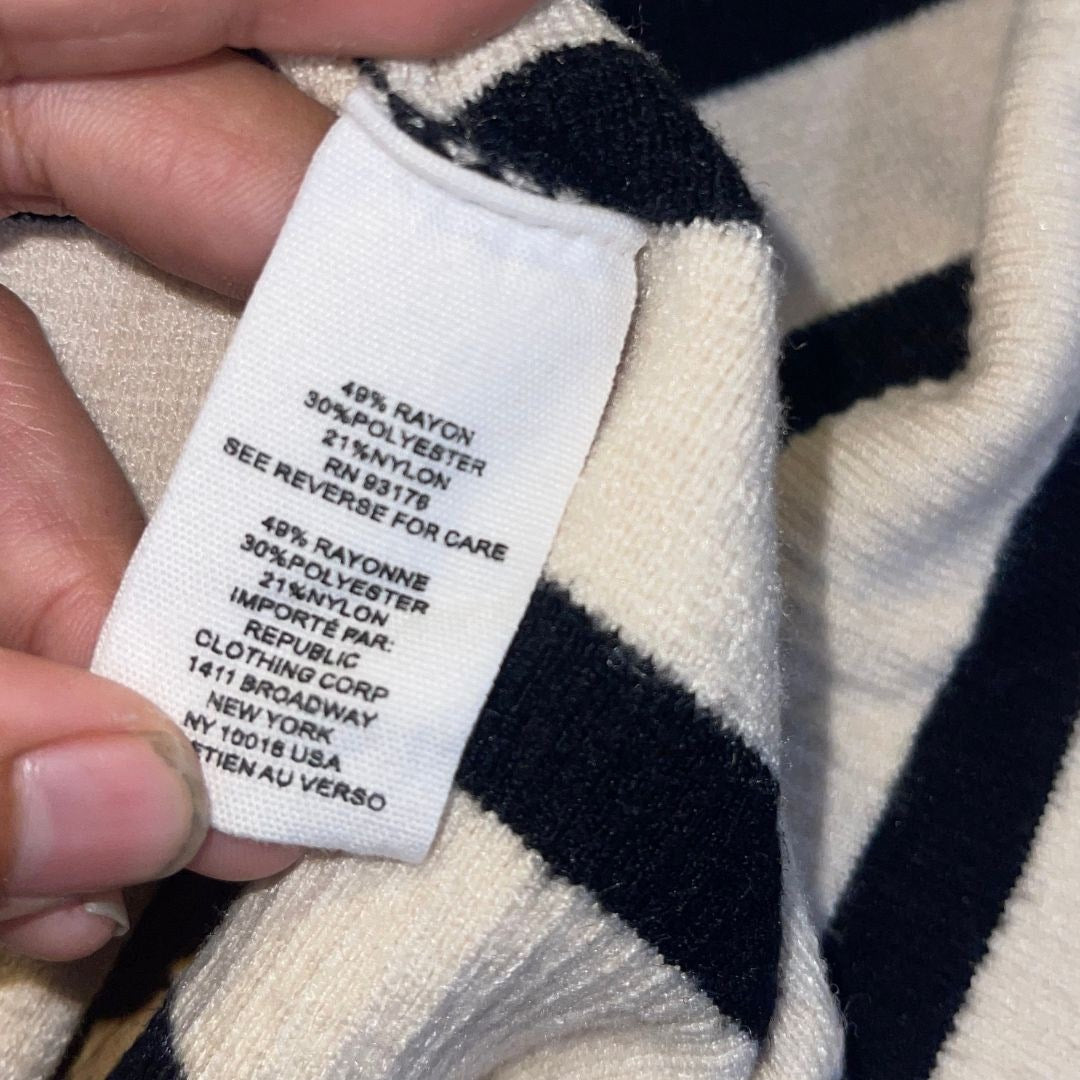 49% RAYON
30%POLYESTER
21%NYLON
RN 93176
SEE REVERSE FOR CARE
49% RAYONNE
30%POLYESTER
21%NYLON
IMPORTÉ PAR:
REPUBLIC
CLOTHING CORP
1411 BROADWAY
NEW YORK
NY 10018 USA
ETIEN AU VERSO